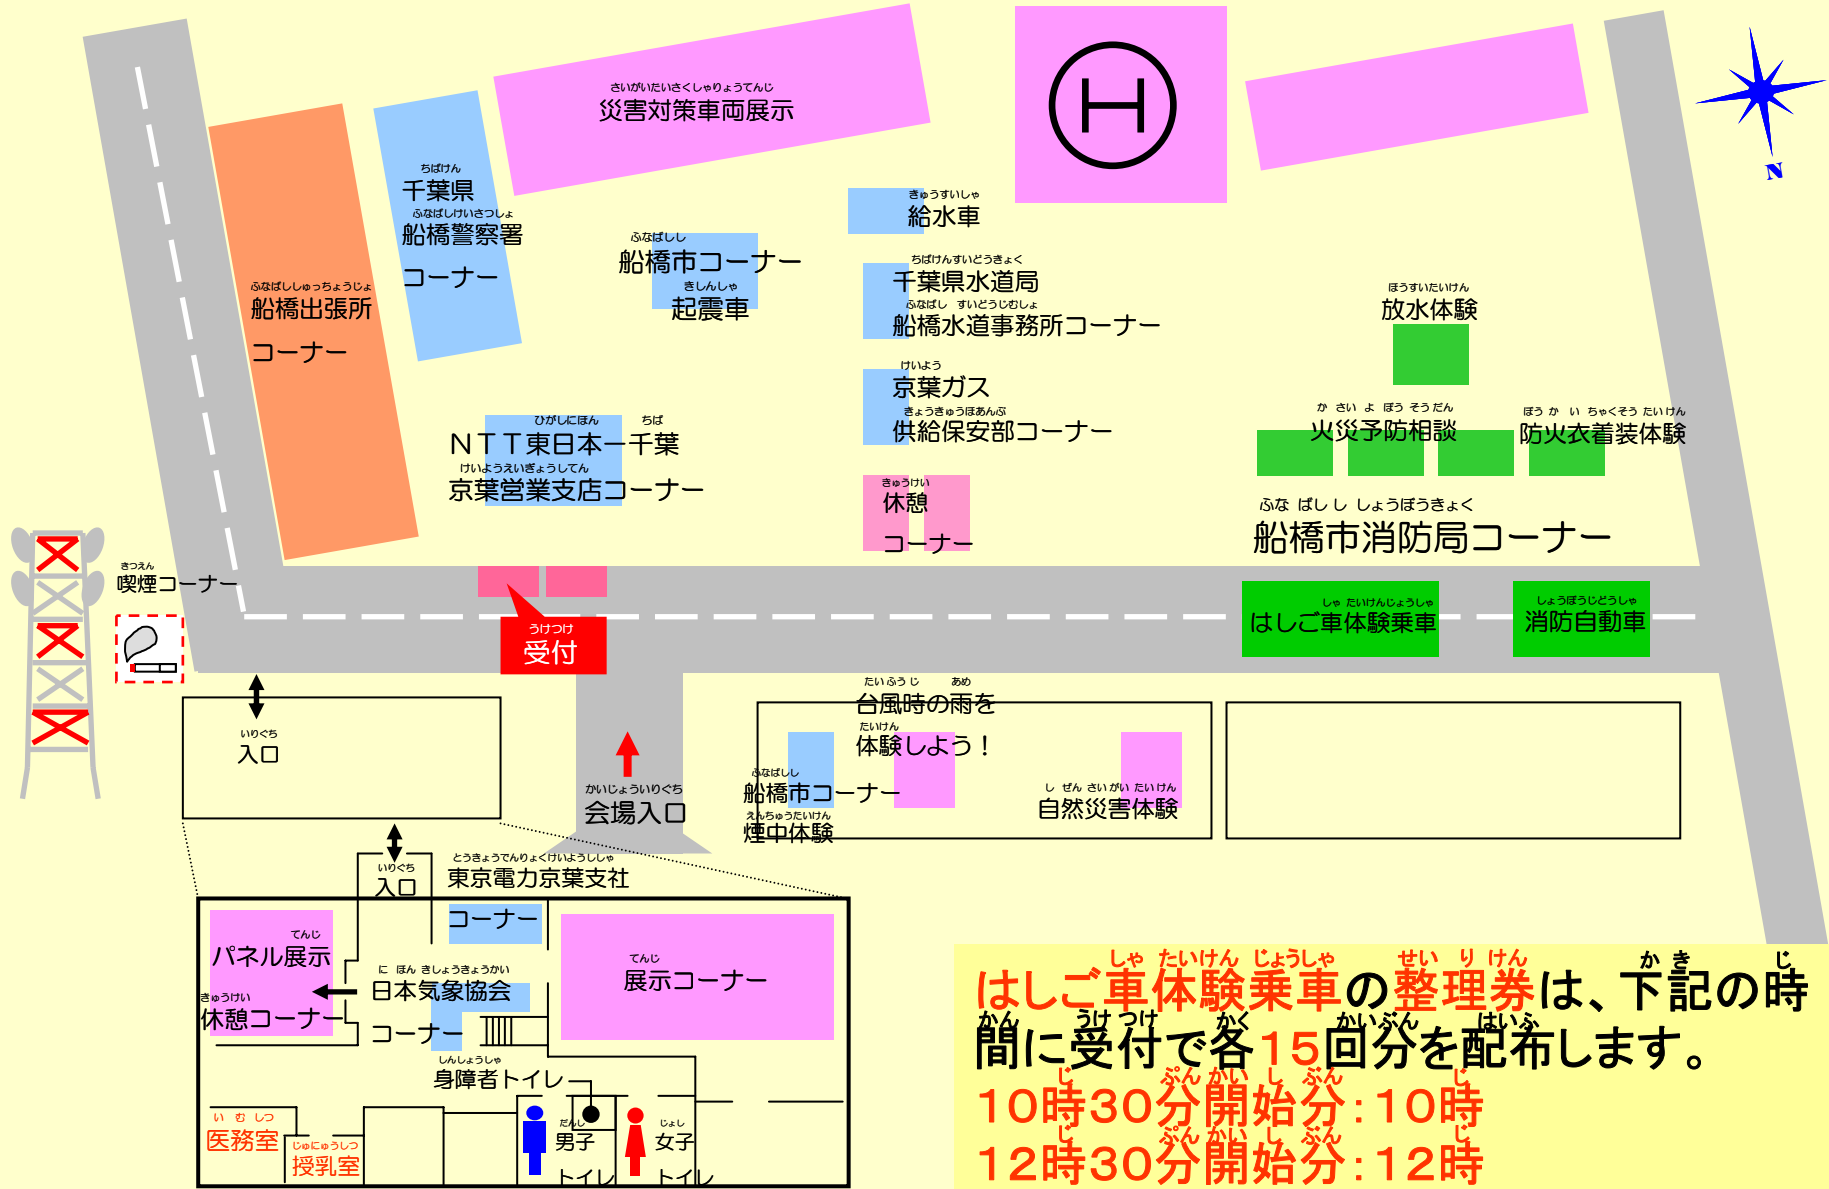 さいがいたいさくしゃりょうてんじ
災害対策車両展示
H
N
ちばけん
千葉県
ふなばしけいさつしょ
船橋警察署
コーナー
ふなばししゅっちょうじょ
船橋出張所
コーナー
ふなばしし
船橋市コーナー
きしんしゃ
起震車
きゅうすいしゃ
給水車
ちばけんすいどうきょく
千葉県水道局
ふなばし すいどうじむしょ
船橋水道事務所コーナー
けいよう
京葉ガス
きょうきゅうほあんぶ
供給保安部コーナー
ひがしにほん ちば
NTT東日本ー千葉
けいようえいぎょうしてん
京葉営業支店コーナー
きゅうけい
休憩
コーナー
ほうすいたいけん
放水体験
か さい よ ぼう そうだん
火災予防相談
ぼう か い ちゃくそう たいけん
防火衣着装体験
ふな ばし し しょうぼうきょく
船橋市消防局コーナー
きつえん
喫煙コーナー
うけつけ
受付
しゃ たいけんじょうしゃ
はしご車体験乗車
しょうぼうじどうしゃ
消防自動車
いりぐち
入口
かいじょういりぐち
会場入口
たいふうじ あめ
台風時の雨を
たいけん
体験しよう！
ふなばしし
船橋市コーナー
えんちゅうたいけん
煙中体験
し ぜん さいがい たいけん
自然災害体験
いりぐち
入口
とうきょうでんりょくけいようししゃ
東京電力京葉支社
コーナー
てんじ
パネル展示
きゅうけい
休憩コーナー
に ほん きしょうきょうかい
日本気象協会
コーナー
てんじ
展示コーナー
しんしょうしゃ
身障者トイレ
い む しつ
医務室
じゅにゅうしつ
授乳室
だんし
男子
トイレ
じょし
女子
トイレ
しゃ たいけん じょうしゃ せい り けん か き じ
はしご車体験乗車の整理券は、下記の時
かん うけ つけ かく かいぶん はいふ
間に受付で各15回分を配布します。
じ ぷん かい し ぶん じ
10時30分開始分：10時
じ ぷん かい し ぶん じ
12時30分開始分：12時